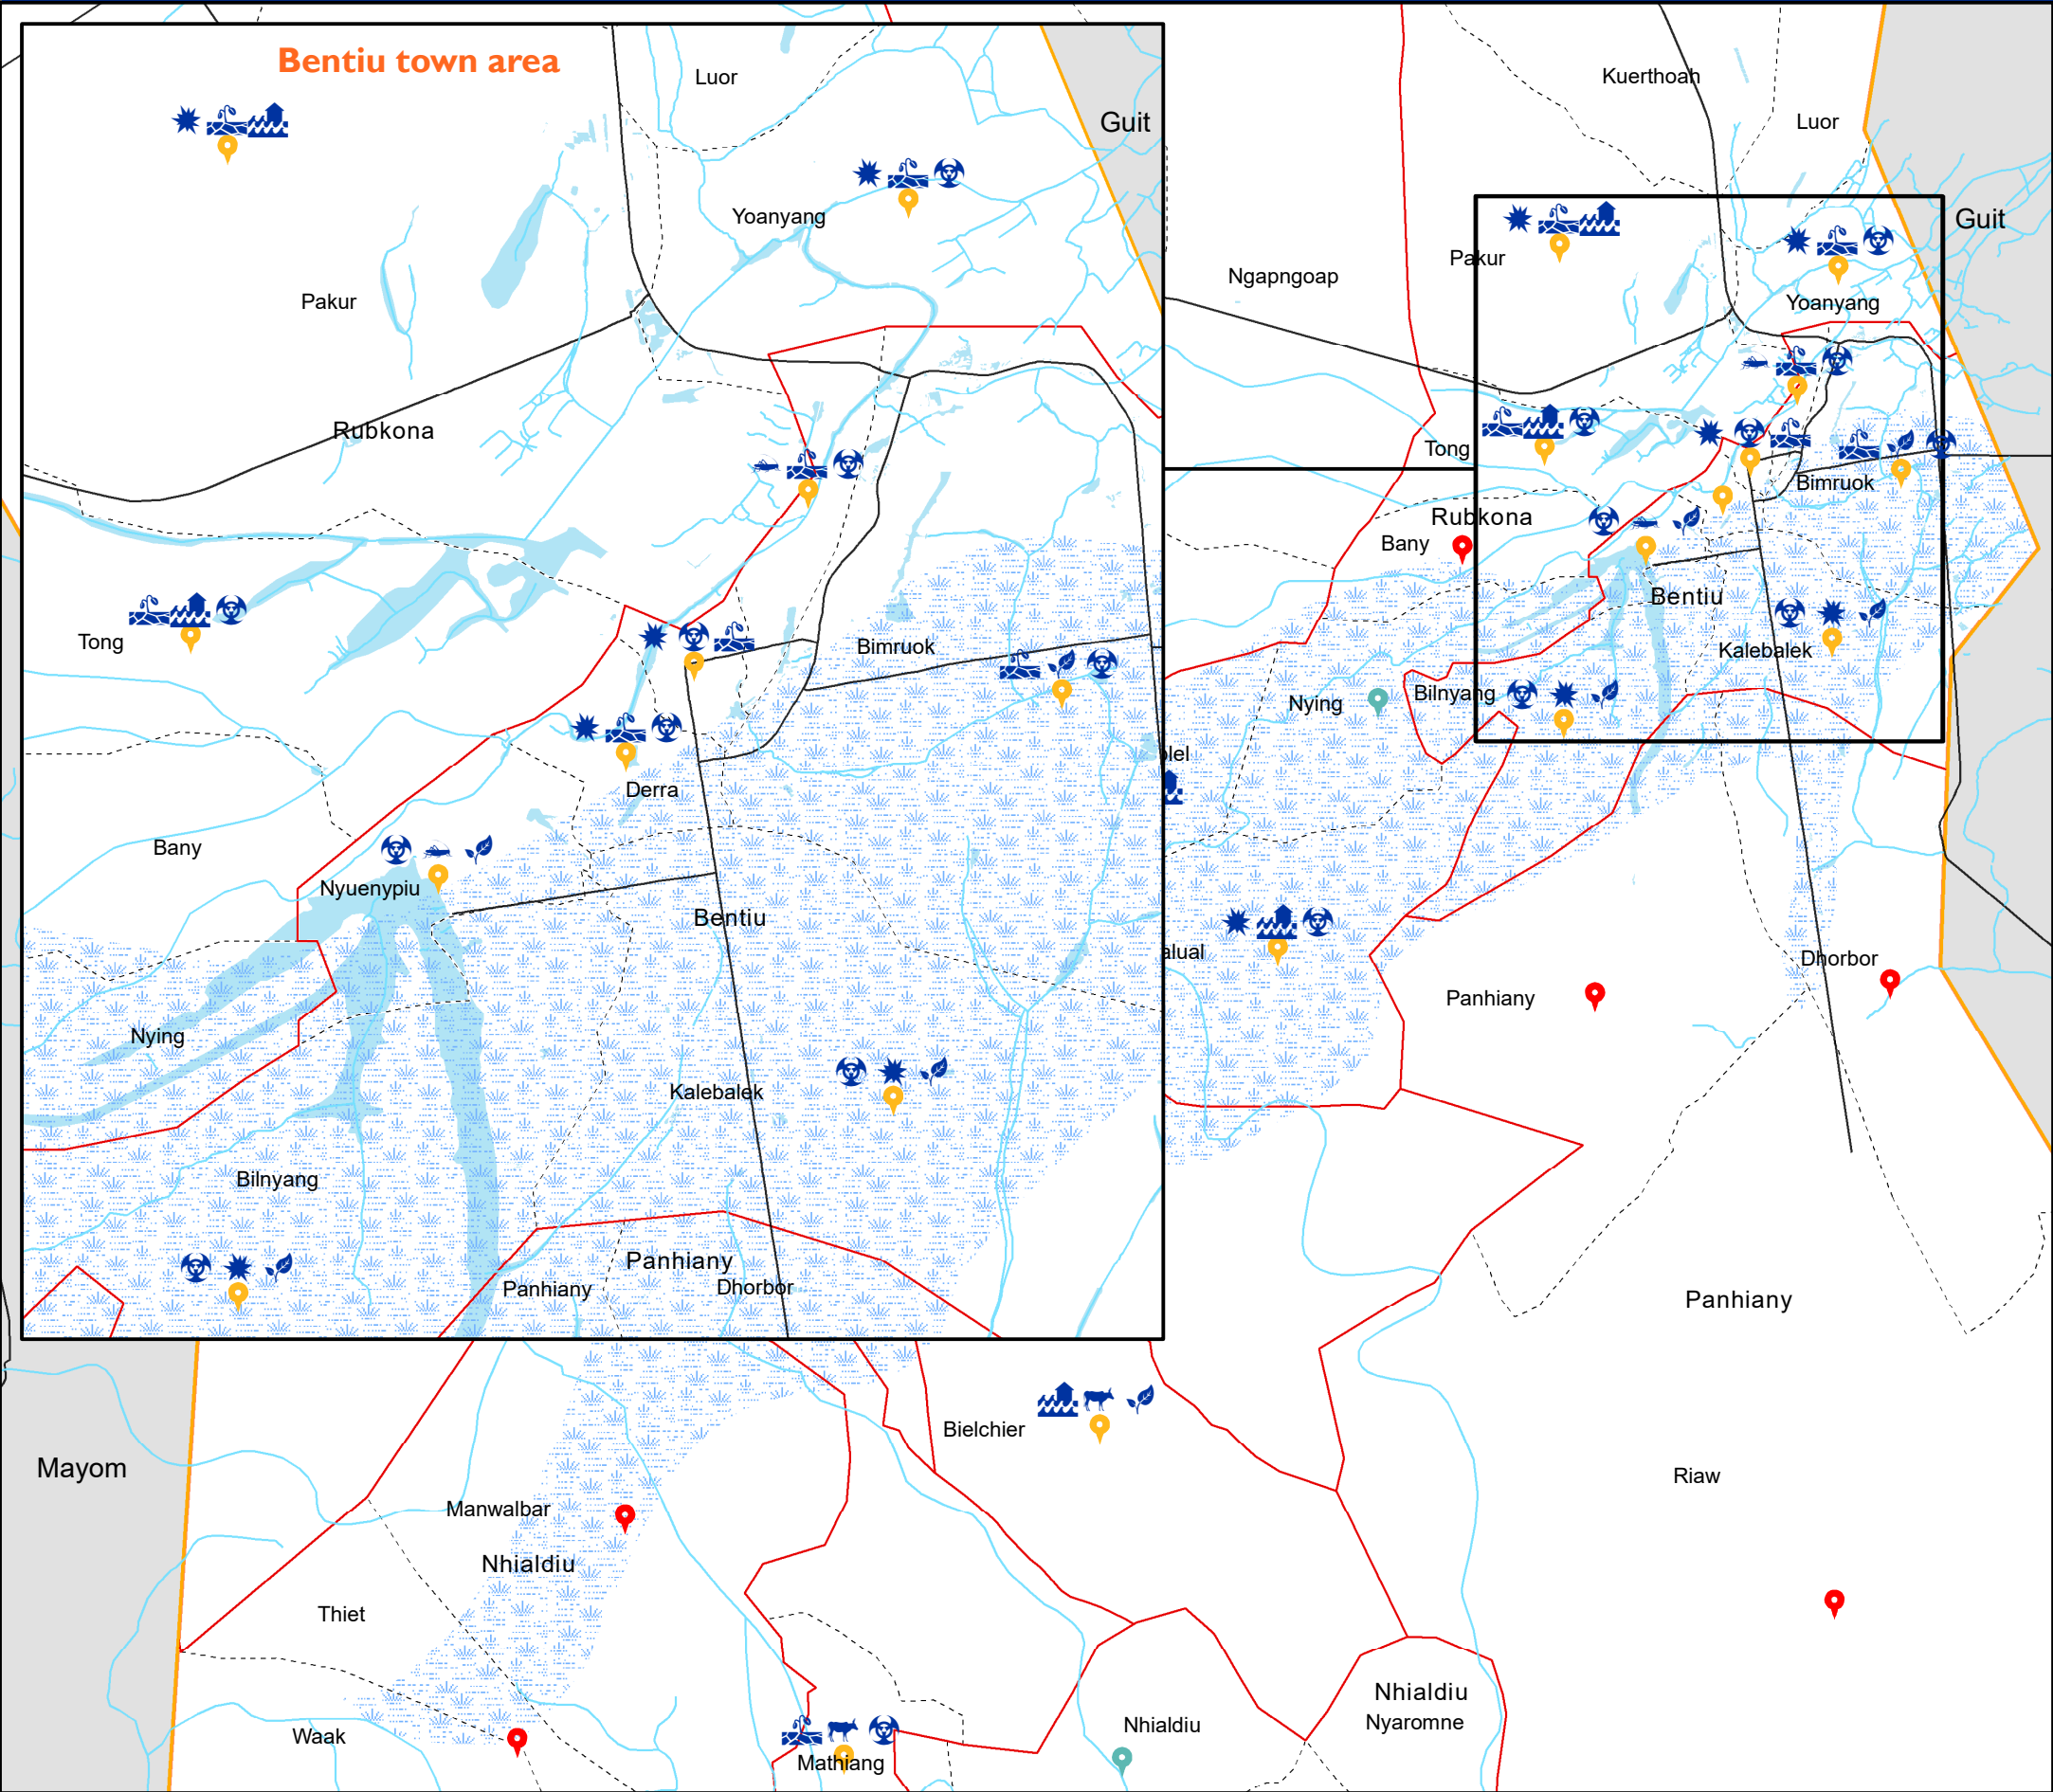 Bentiu town area
Luor
Guit
Yoanyang
Pakur
Rubkona
Tong
Bimruok
Derra
Bany
Nyuenypiu
Bentiu
Nying
Kalebalek
Bilnyang
Panhiany
Panhiany
Dhorbor
Kuerthoah
Luor
Guit
Pakur
Ngapngoap
Yoanyang
Tong
Bimruok
Rubkona
Bany
Bentiu
Kalebalek
Nying
Bilnyang
Dhorbor
Panhiany
Panhiany
Bielchier
Mayom
Riaw
Manwalbar
Nhialdiu
Thiet
Waak
Mathiang
Nhialdiu
Nhialdiu
Nyaromne